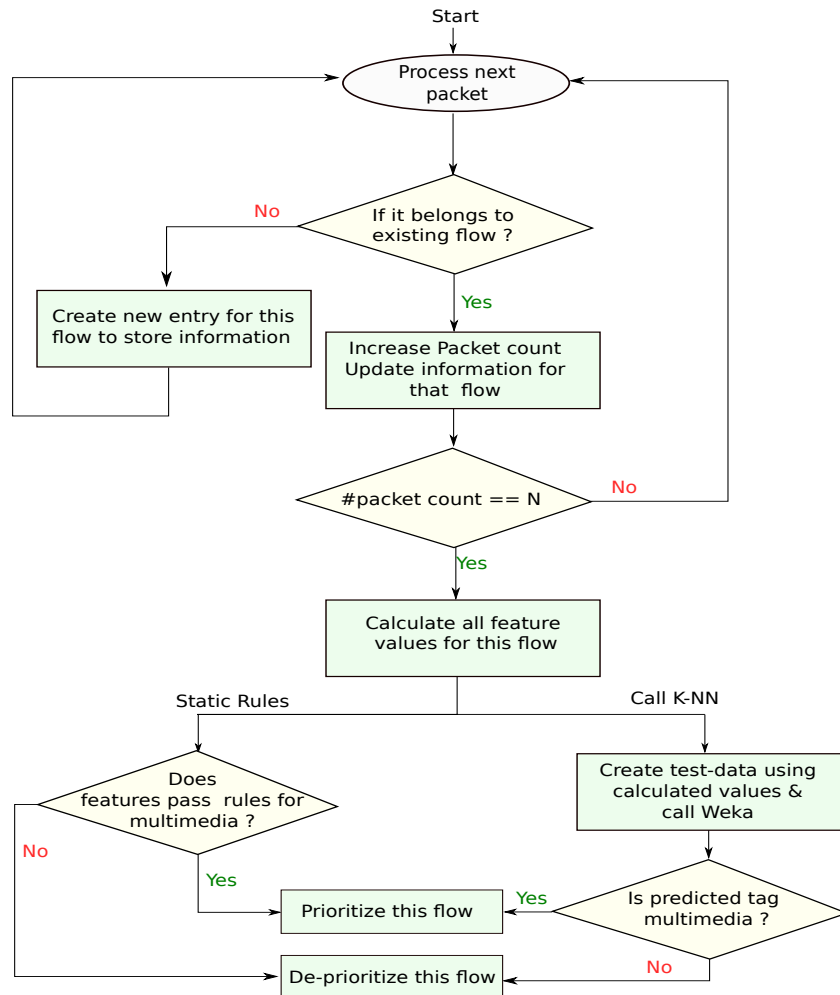 Start
Process next
packet
If it belongs to
existing flow ?
No
Yes
Create new entry for this
flow to store information
Increase Packet count
Update information for
that flow
#packet count == N
No
Yes
Calculate all feature
values for this flow
Static Rules
Call K-NN
Does
features pass rules for
multimedia ?
Create test-data using
calculated values &
call Weka
No
Yes
Prioritize this flow
Yes
Is predicted tag
multimedia ?
No
De-prioritize this flow